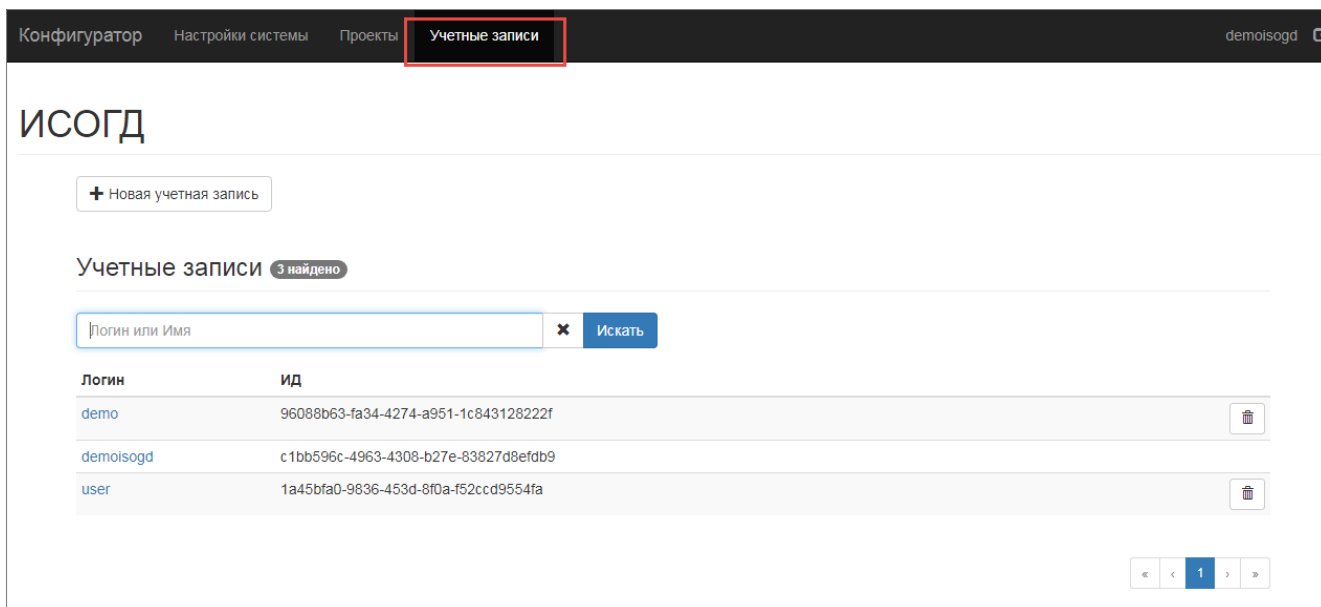 Конфигуратор Настройки системы Проекты Учетные записи demoisogd
ИСОГД
Новая учетная запись
Учетные записи 3 найдено
Логин или Имя Искать
Логин ИД
demo 96088b63-fa34-4274-a951-1c843128222f
demoisogd c1bb596c-4963-4308-b27e-83827d8efdb9
user 1a45bfa0-9836-453d-8f0a-f52ccd9554fa
« ‹ 1 › »